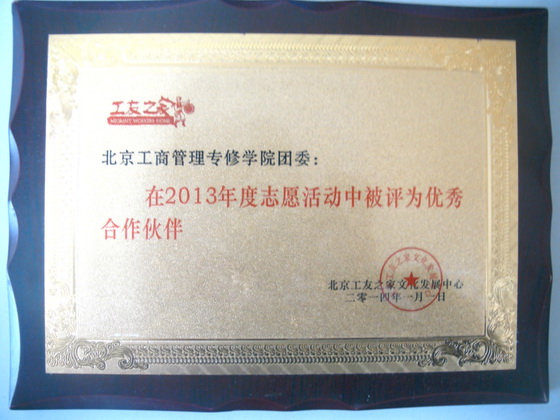 工友之家
MIGRANT WORKERS HOME
北京工商管理专修学院团委：
在2013年度志愿活动中被评为优秀
合作伙伴
北京工友之家文化发展中心
二零一四年一月一日